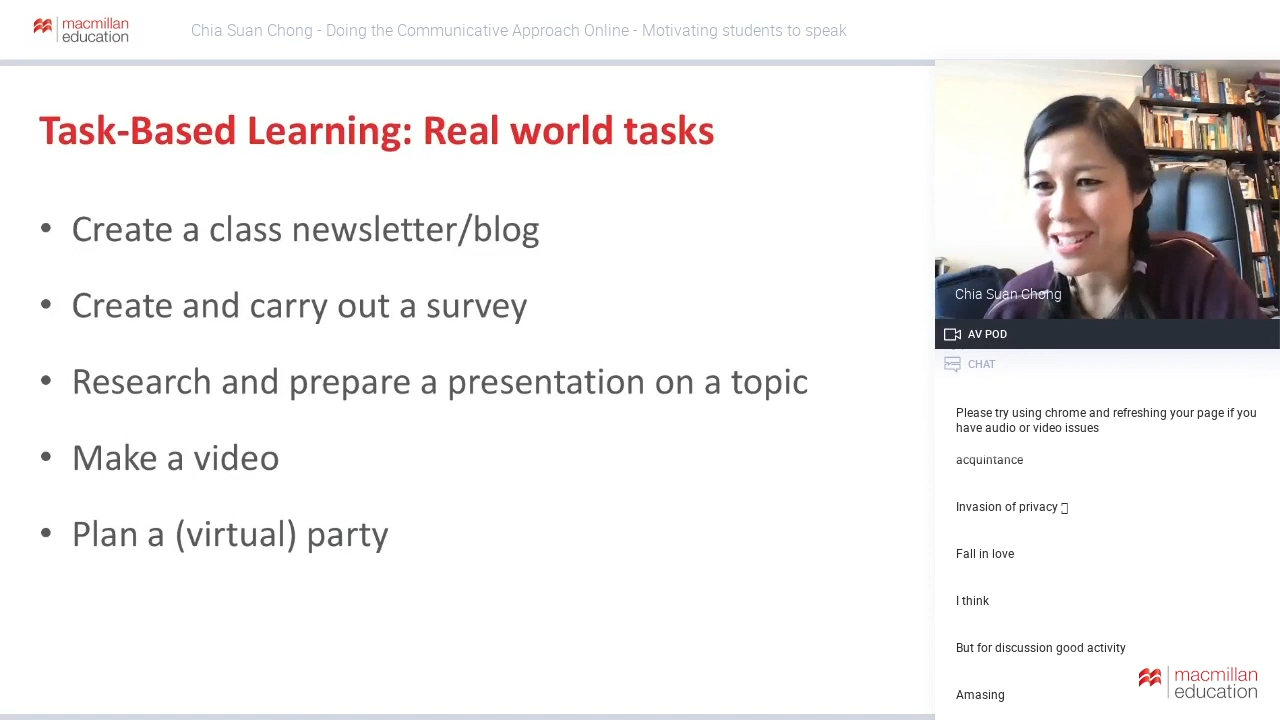 macmillan
education
Chia Suan Chong - Doing the Communicative Approach Online - Motivating students to speak
Task-Based Learning: Real world tasks
• Create a class newsletter/blog
• Create and carry out a survey
• Research and prepare a presentation on a topic
• Make a video
• Plan a (virtual) party
Chia Suan Chong
AV POD
CHAT
Please try using chrome and refreshing your page if you
have audio or video issues
acquintance
Invasion of privacy
Fall in love
I think
But for discussion good activity
Amasing
macmillan
education